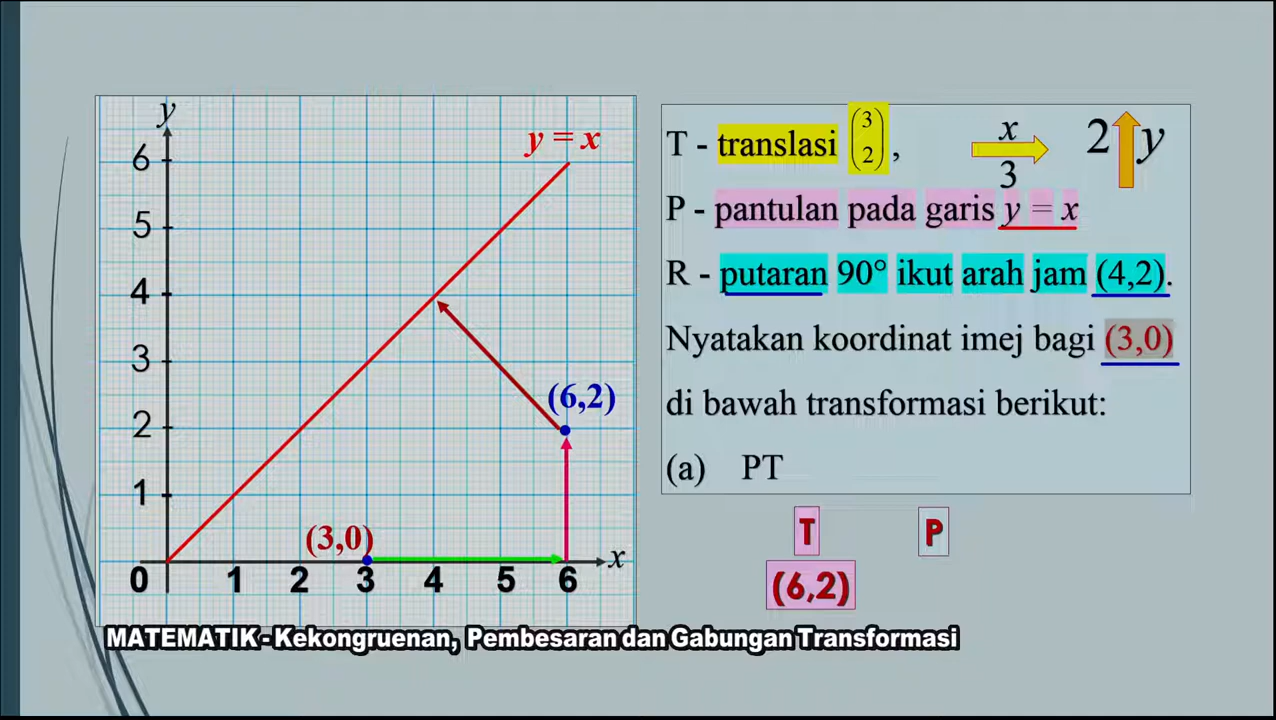 y
y = x
6
5
4
3
2
1
(6,2)
(3,0)
x
0 1 2 3 4 5 6
T - translasi (3 2), x 3 2 y
P - pantulan pada garis y = x
R - putaran 90° ikut arah jam (4,2).
Nyatakan koordinat imej bagi (3,0)
di bawah transformasi berikut:
(a) PT
T P
(6,2)
MATEMATIK - Kekongruenan, Pembesaran dan Gabungan Transformasi